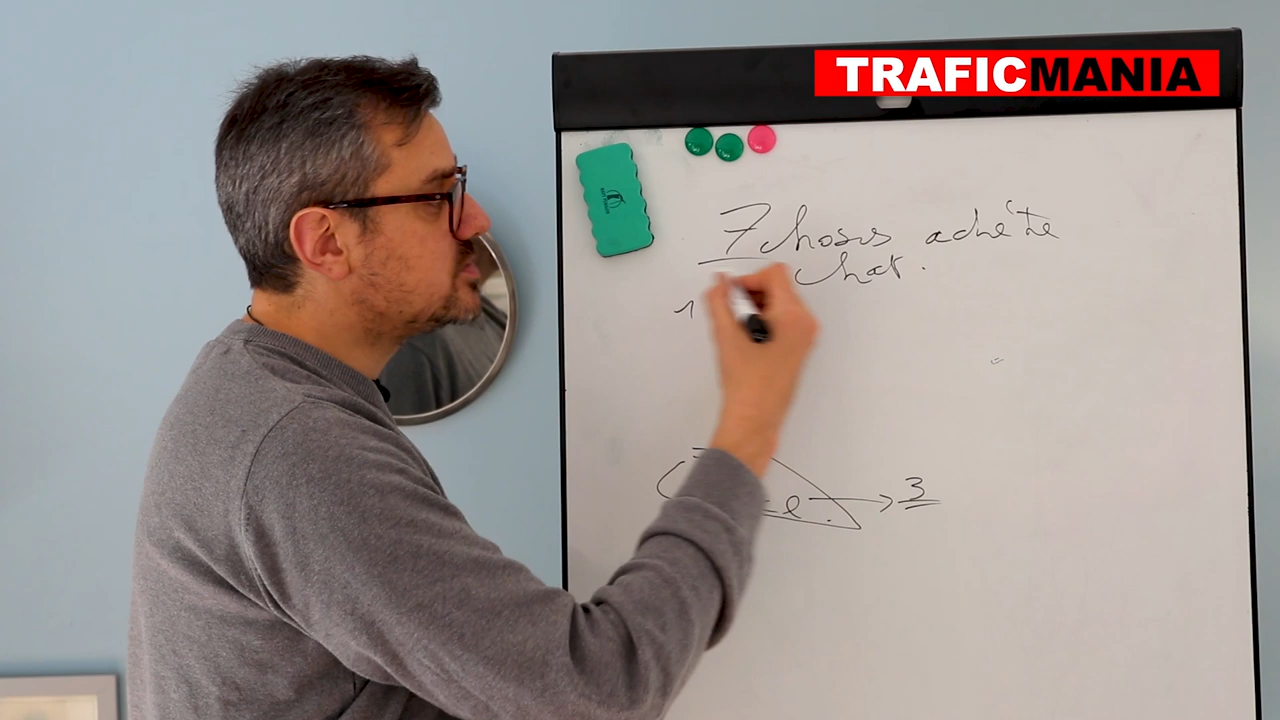 TRAFICMANIA
7 choses achète
chat.
1
e. → 3